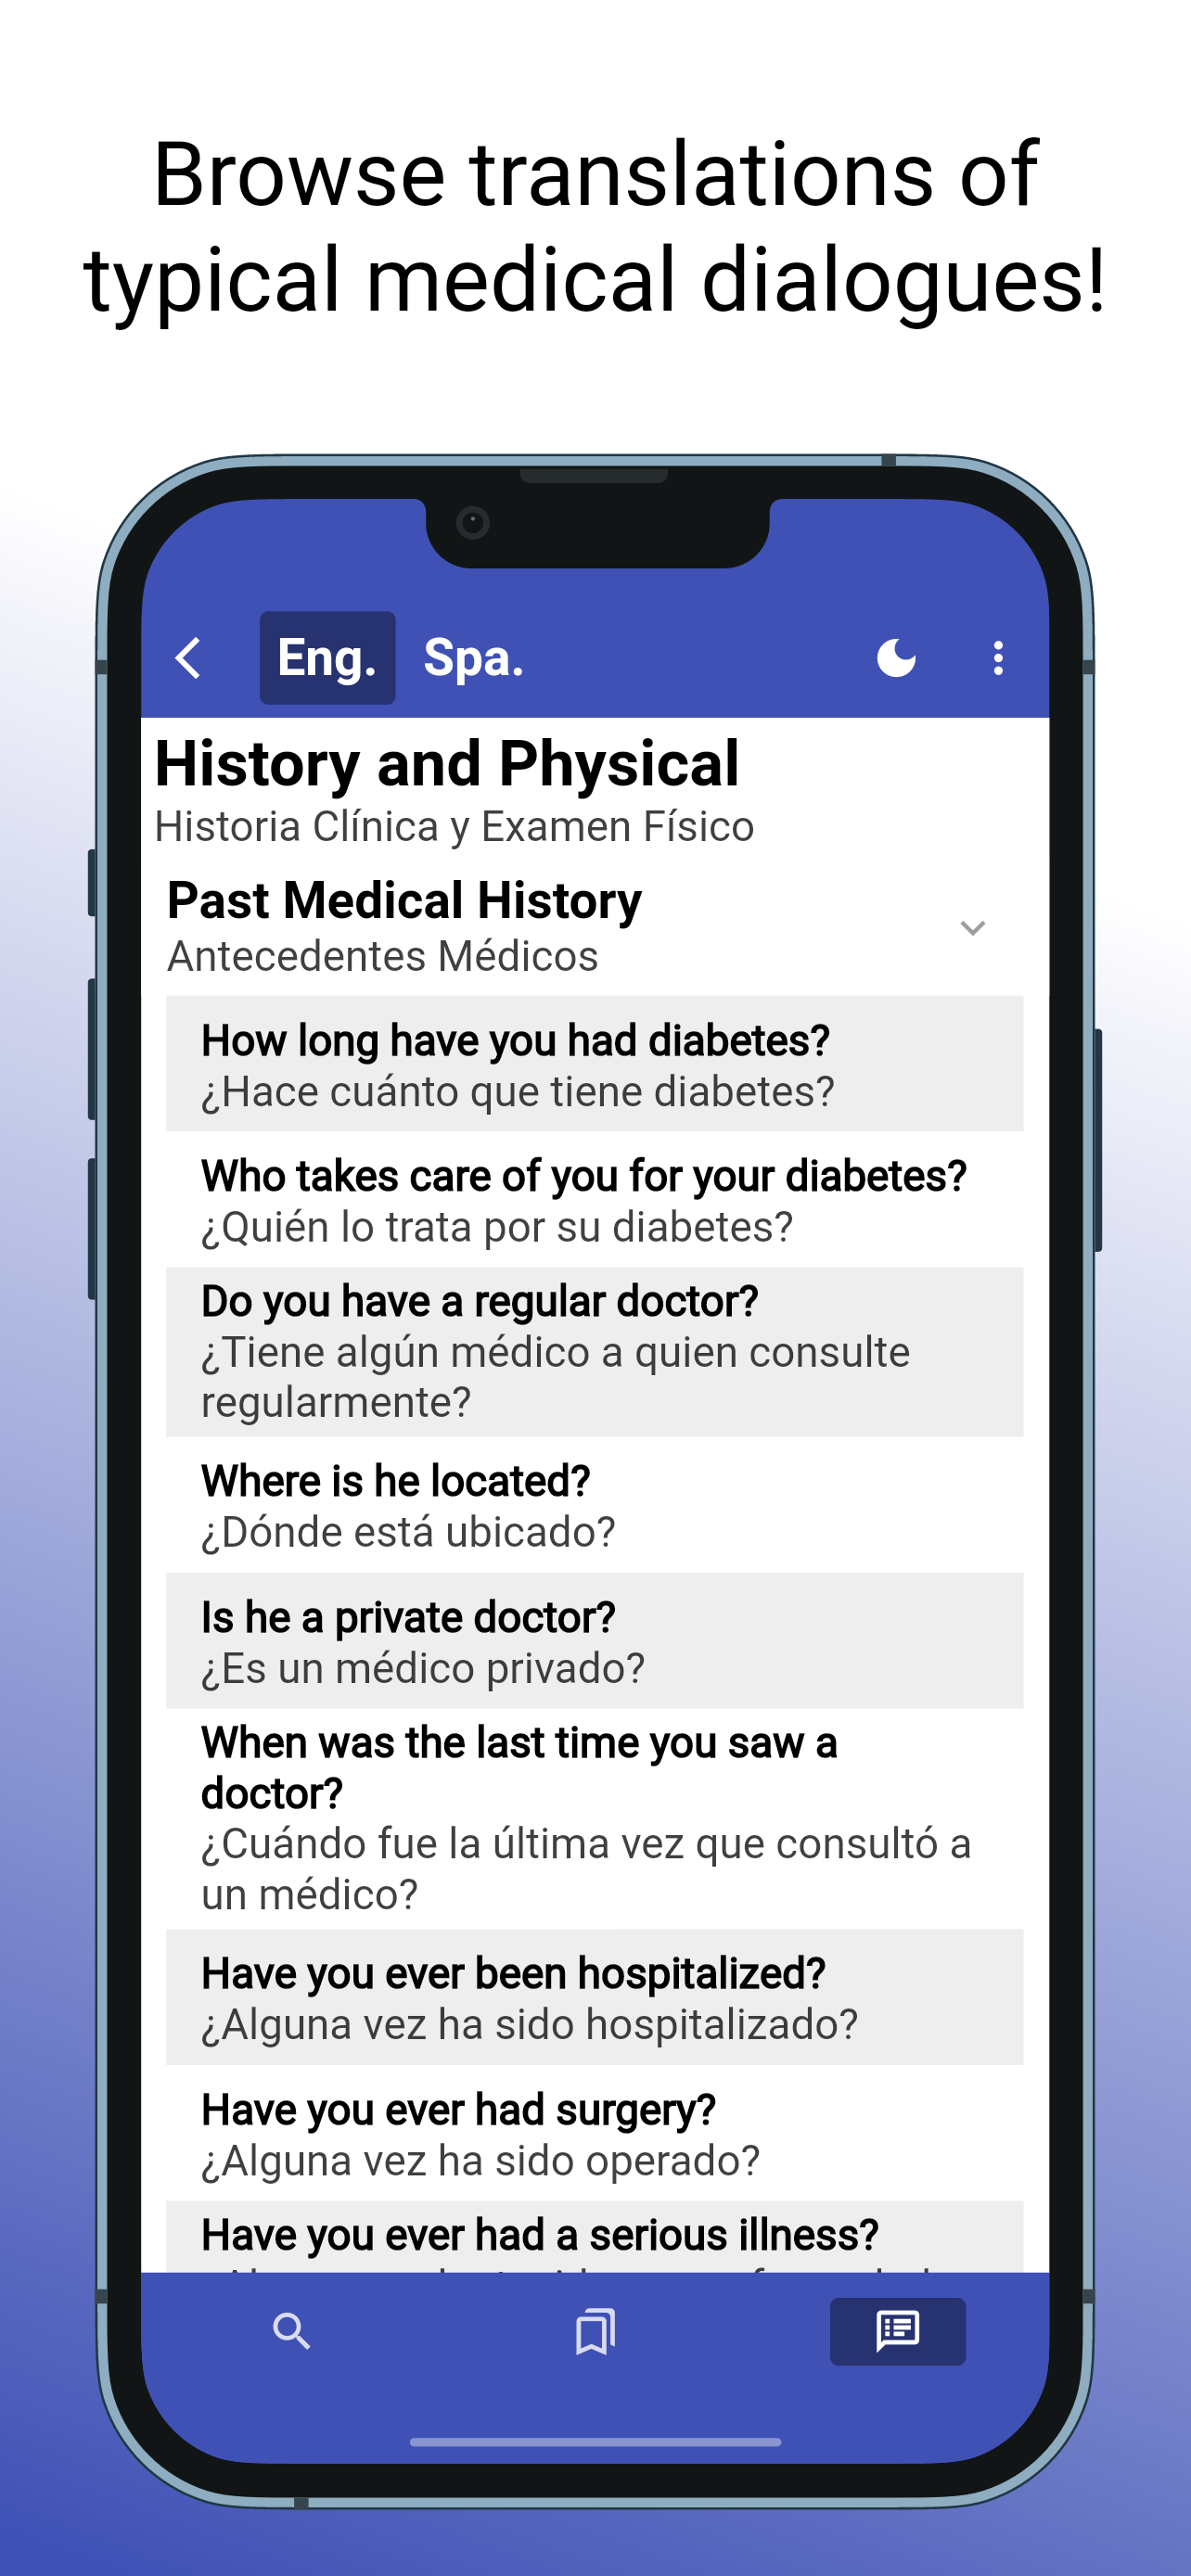 Browse translations of
typical medical dialogues!
Eng. Spa.
History and Physical
Historia Clínica y Examen Físico
Past Medical History
Antecedentes Médicos
How long have you had diabetes?
¿Hace cuánto que tiene diabetes?
Who takes care of you for your diabetes?
¿Quién lo trata por su diabetes?
Do you have a regular doctor?
¿Tiene algún médico a quien consulte
regularmente?
Where is he located?
¿Dónde está ubicado?
Is he a private doctor?
¿Es un médico privado?
When was the last time you saw a
doctor?
¿Cuándo fue la última vez que consultó a
un médico?
Have you ever been hospitalized?
¿Alguna vez ha sido hospitalizado?
Have you ever had surgery?
¿Alguna vez ha sido operado?
Have you ever had a serious illness?